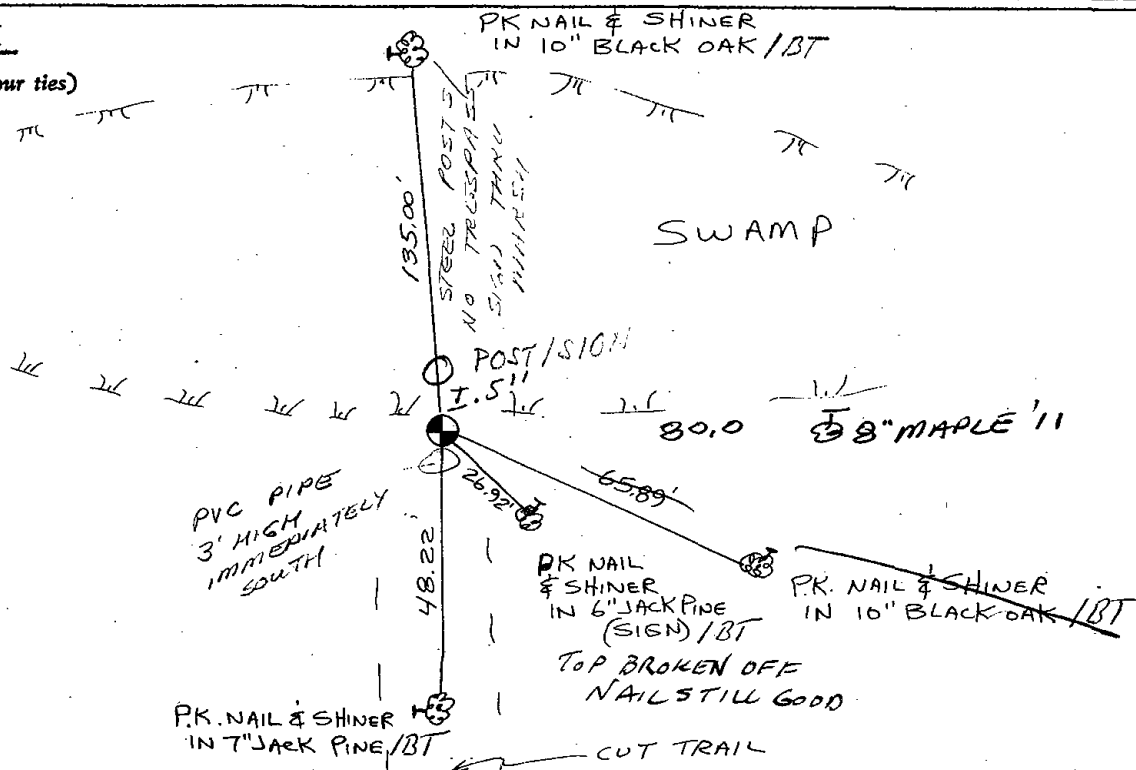 PK NAIL & SHINER
IN 10" BLACK OAK / BT
our ties)
135.00'
STEEL POSTS
NO TRESPASS
SIGN THRU
MARSH
SWAMP
POST/SIGN
I.5"
80.0
8" MAPLE '11
PVC PIPE
3' HIGH
IMMEDIATELY
SOUTH
26.92'
65.89'
48.22
PK NAIL
& SHINER
IN 6" JACK PINE
(SIGN) / BT
TOP BROKEN OFF
NAIL STILL GOOD
P.K. NAIL & SHINER
IN 10" BLACK OAK / BT
P.K. NAIL & SHINER
IN 7" JACK PINE / BT
CUT TRAIL